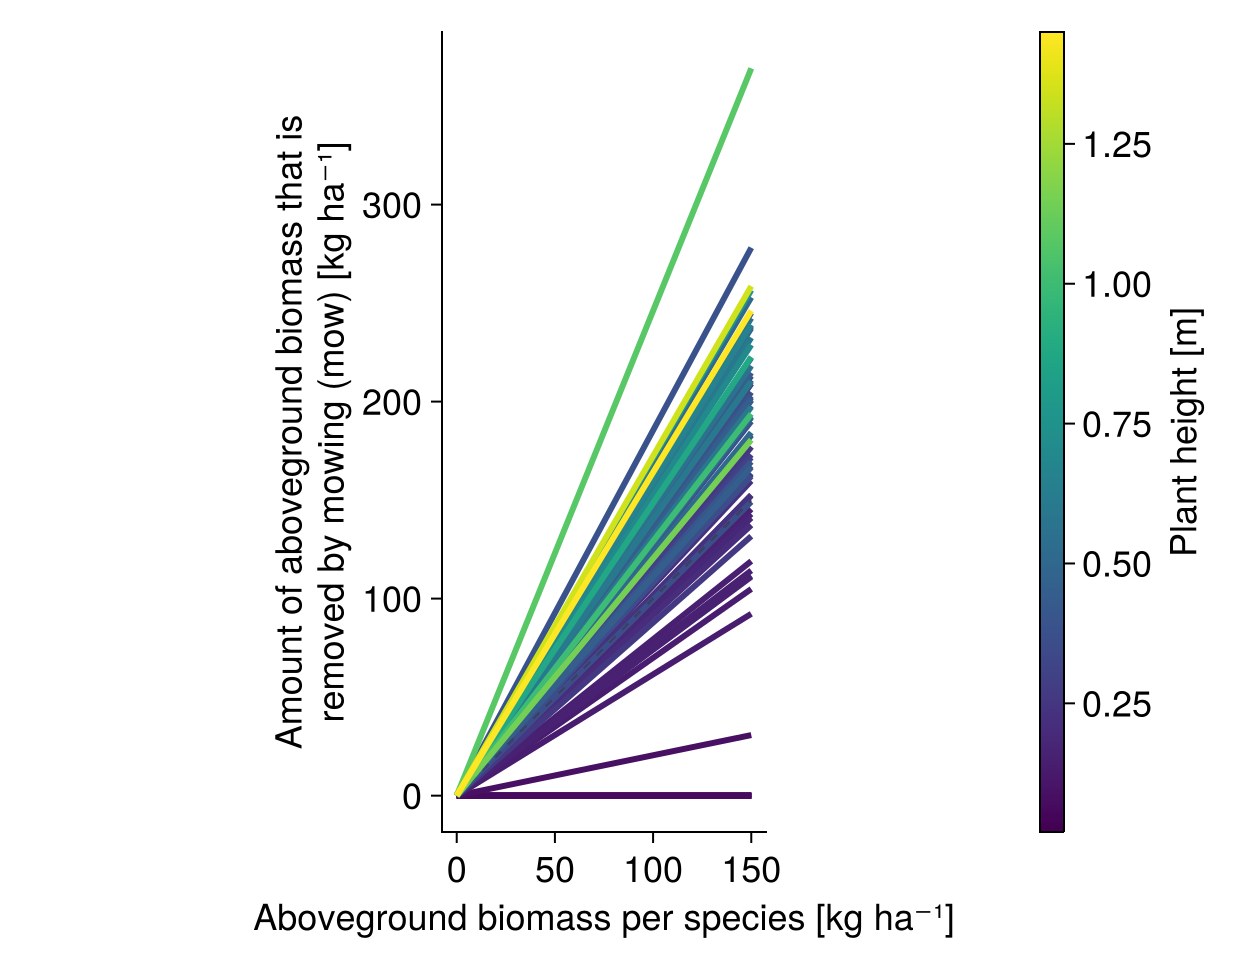 Amount of aboveground biomass that is
removed by mowing (mow) [kg ha⁻¹]
300
200
100
0
0 50 100 150
Aboveground biomass per species [kg ha⁻¹]
1.25
1.00
0.75
0.50
0.25
Plant height [m]